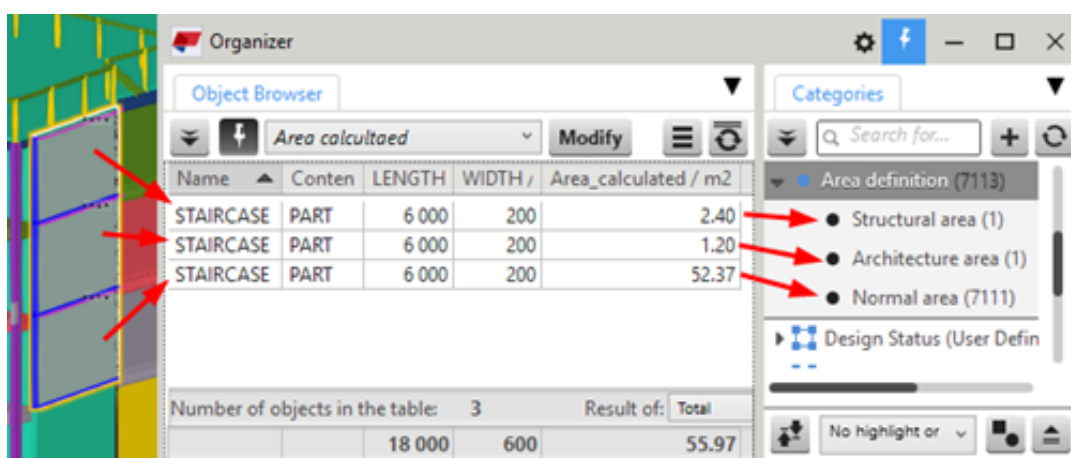 Organizer
Object Browser
Categories
Area calcultaed
Modify
Search for...
Name Conten LENGTH WIDTH / Area_calculated / m2
Area definition (7113)
STAIRCASE PART 6 000 200 2.40
Structural area (1)
STAIRCASE PART 6 000 200 1.20
Architecture area (1)
STAIRCASE PART 6 000 200 52.37
Normal area (7111)
Design Status (User Defin
Number of objects in the table: 3 Result of: Total
18 000 600 55.97
No highlight or